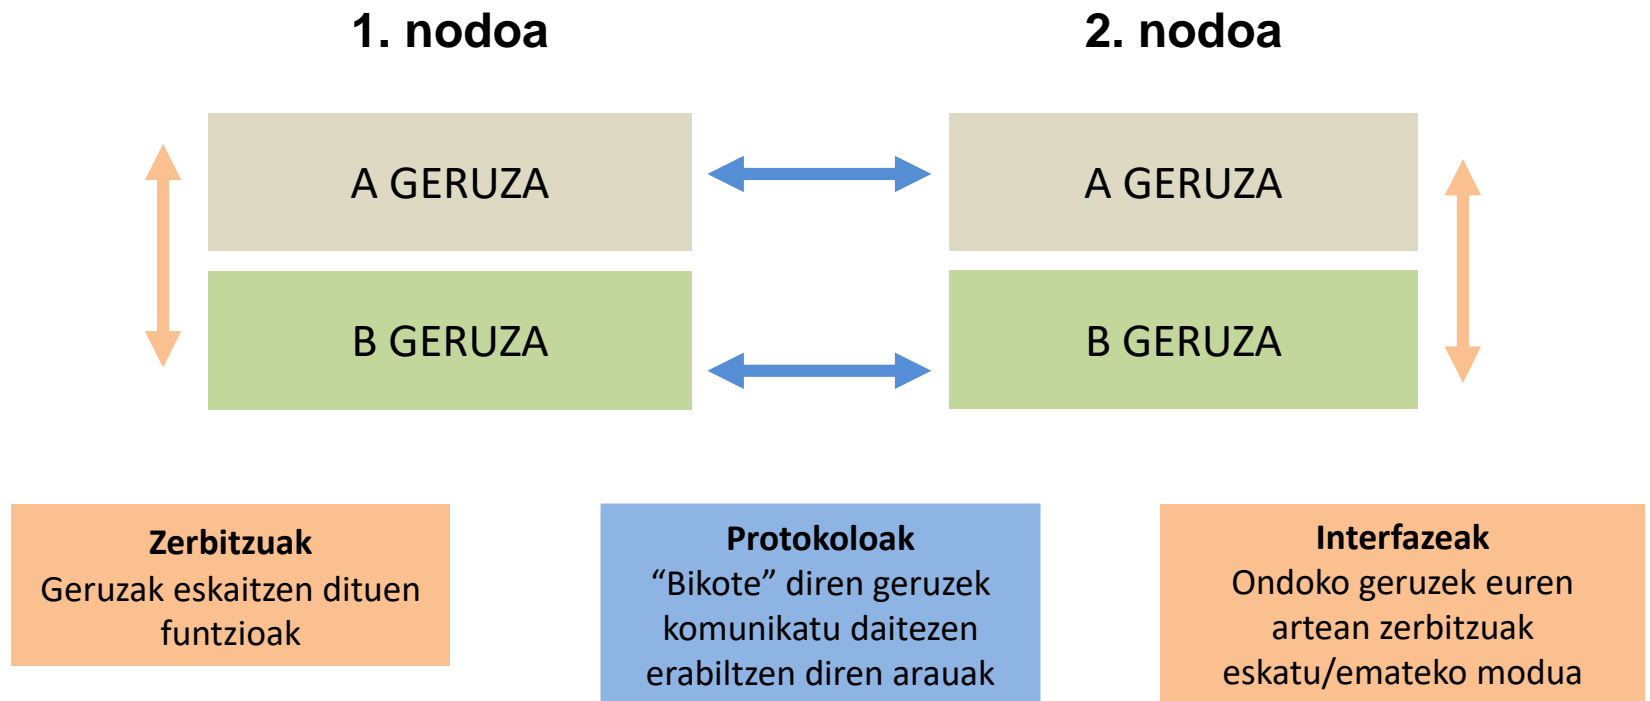 1. nodoa
2. nodoa
A GERUZA
A GERUZA
B GERUZA
B GERUZA
Zerbitzuak
Geruzak eskaitzen dituen
funtzioak
Protokoloak
“Bikote” diren geruzek
komunikatu daitezen
erabiltzen diren arauak
Interfazeak
Ondoko geruzek euren
artean zerbitzuak
eskatu/emateko modua